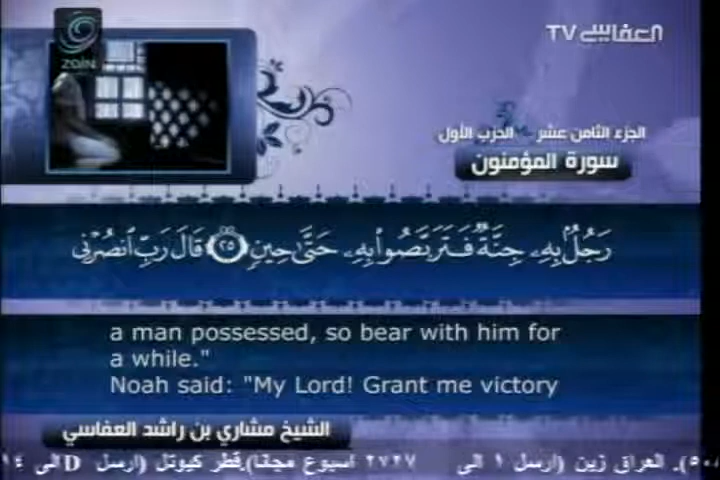 ZAIN
العفاسي TV
الجزء الثامن عشر – الحزب الأول
سورة المؤمنون
رَجُلٌۢ بِهِۦ جِنَّةٌۭ فَتَرَبَّصُوا۟ بِهِۦ حَتَّىٰ حِينٍۢ ٢٥ قَالَ رَبِّ ٱنصُرْنِى
a man possessed, so bear with him for
a while."
Noah said: "My Lord! Grant me victory
الشيخ مشاري بن راشد العفاسي
٥٠/). العراق زين (ارسل ١ الى ٢٧٢٧ اسبوع مجانا).قطر كيوتل (ارسل D الى